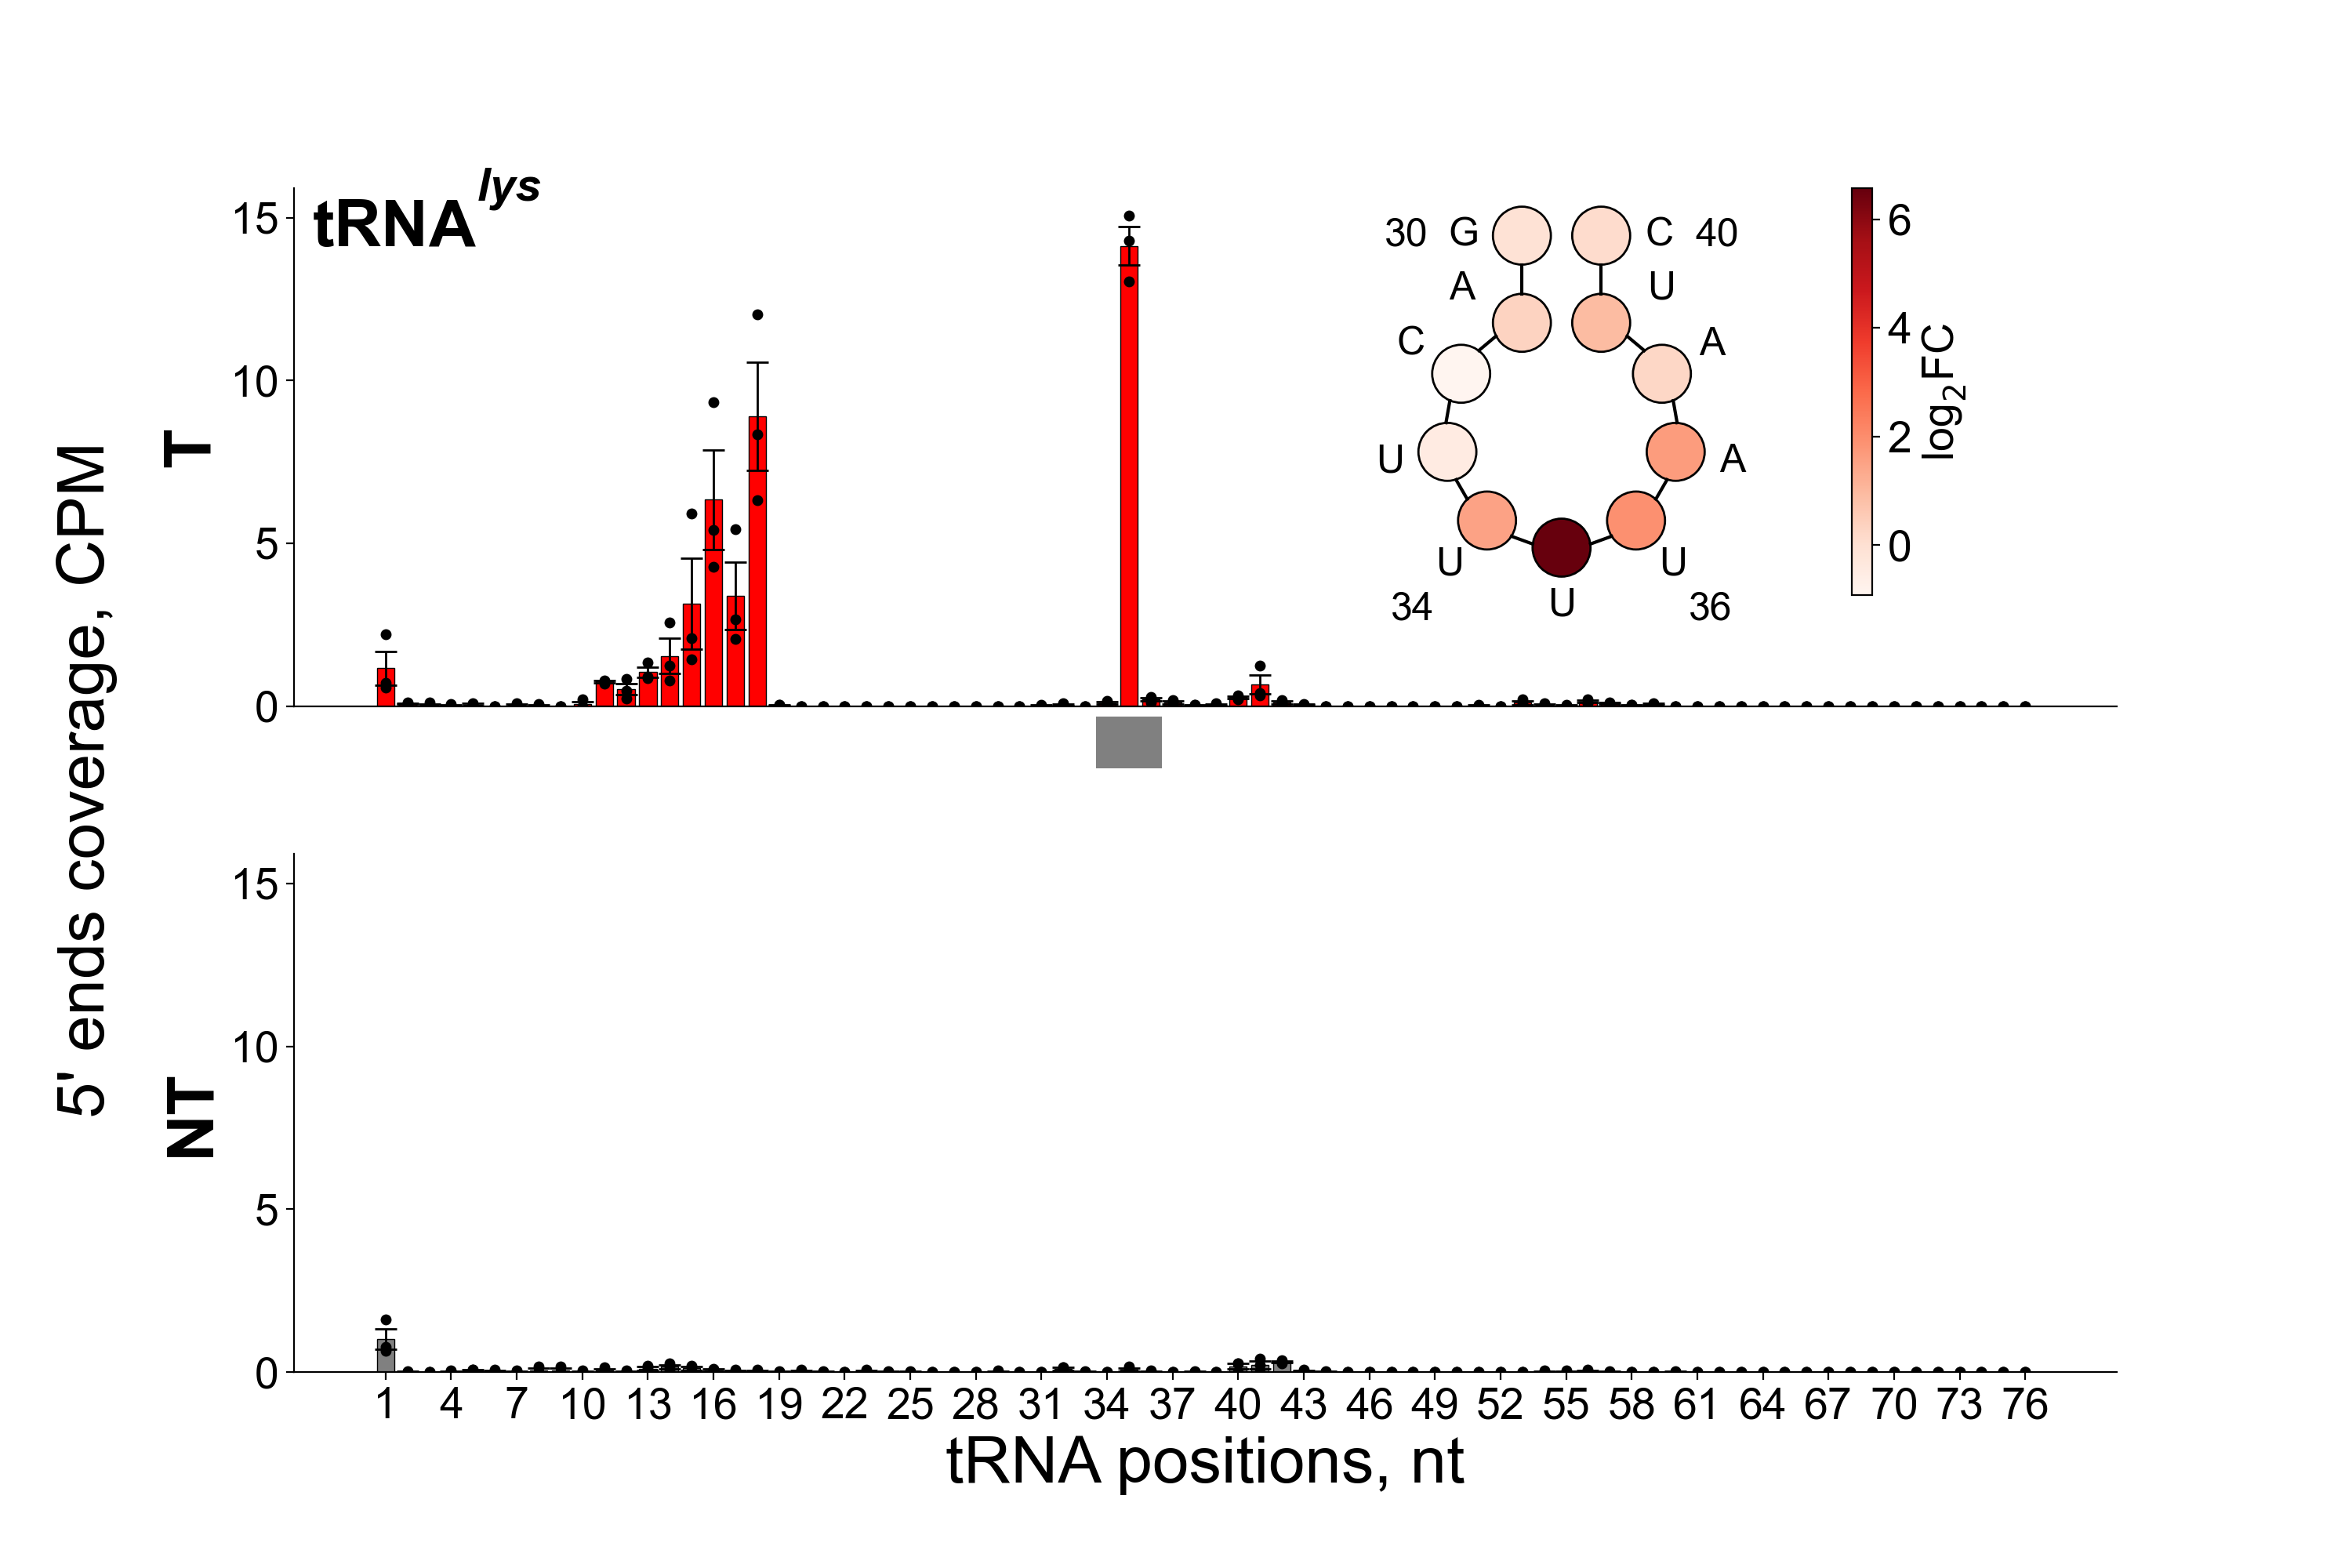 tRNA^lys
5' ends coverage, CPM
T
15
10
5
0
30 G C 40
A U
C A
U A
U U
34 U 36
6
4
2
0
log₂FC
NT
15
10
5
0
1 4 7 10 13 16 19 22 25 28 31 34 37 40 43 46 49 52 55 58 61 64 67 70 73 76
tRNA positions, nt